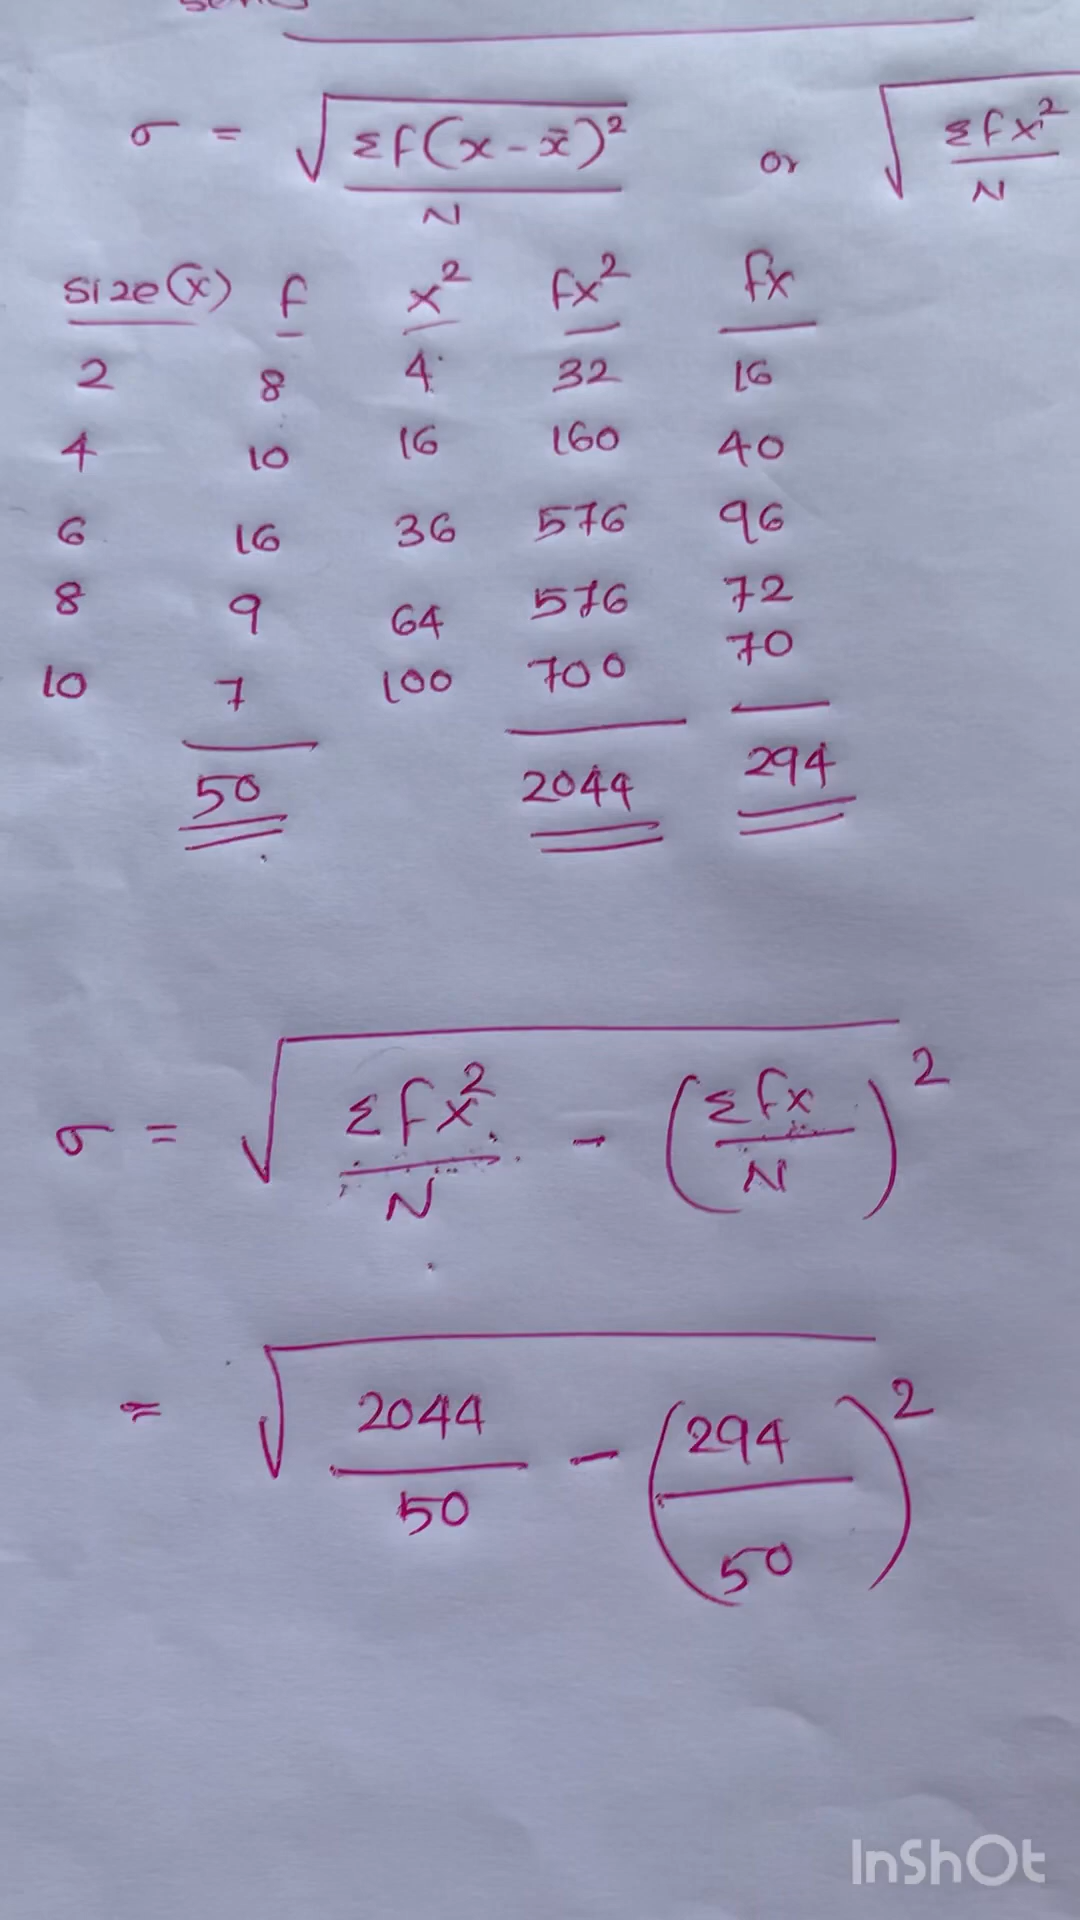 σ = √ Σf(x - x̄)² / N or √ Σfx² / N
Size(x) f x² fx² fx
2 8 4 32 16
4 10 16 160 40
6 16 36 576 96
8 9 64 576 72
10 7 100 700 70
50 2044 294
σ = √ Σfx² / N - (Σfx / N)²
= √ 2044 / 50 - (294 / 50)²
InShOt